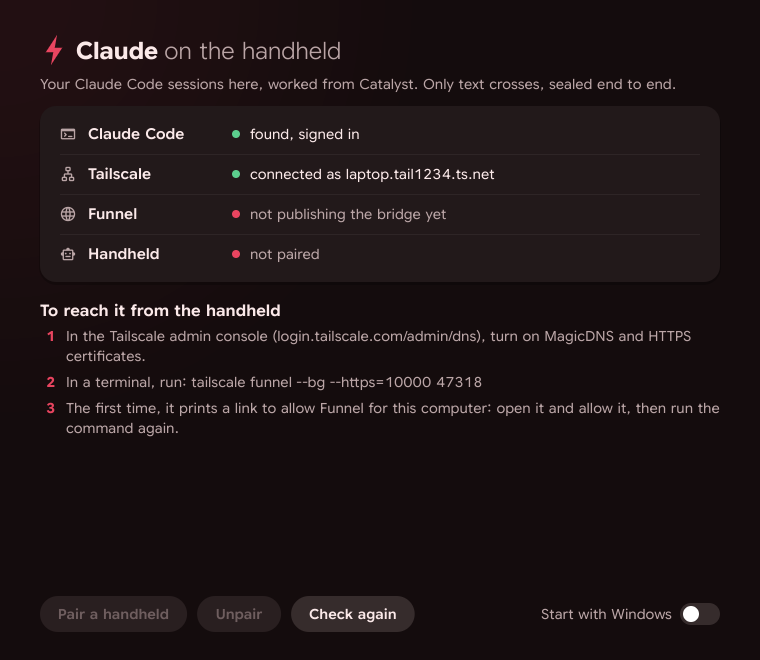 Claude on the handheld
Your Claude Code sessions here, worked from Catalyst. Only text crosses, sealed end to end.
Claude Code found, signed in
Tailscale connected as laptop.tail1234.ts.net
Funnel not publishing the bridge yet
Handheld not paired
To reach it from the handheld
1 In the Tailscale admin console (login.tailscale.com/admin/dns), turn on MagicDNS and HTTPS
certificates.
2 In a terminal, run: tailscale funnel --bg --https=10000 47318
3 The first time, it prints a link to allow Funnel for this computer: open it and allow it, then run the
command again.
Pair a handheld Unpair Check again Start with Windows